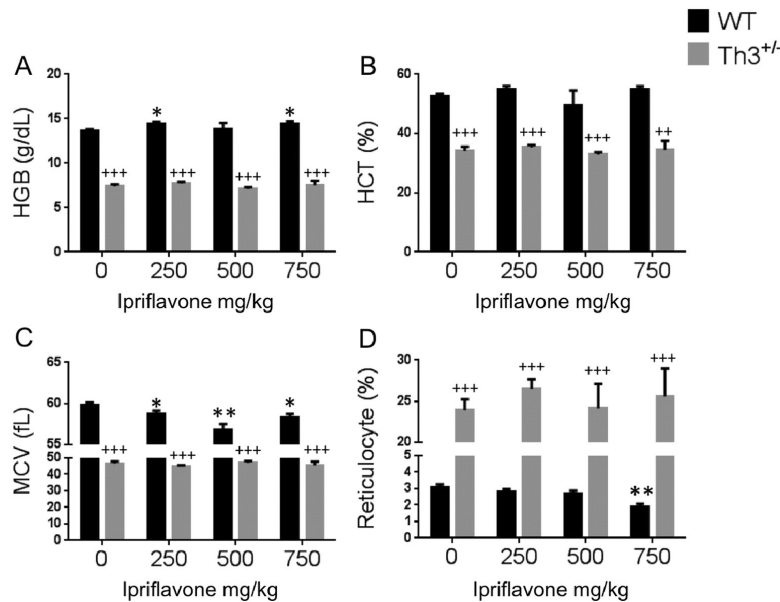 WT
Th3+/-
A
HGB (g/dL)
20
15
10
5
0
*
*
+++
+++
+++
+++
0 250 500 750
Ipriflavone mg/kg
B
HCT (%)
60
40
20
0
+++
+++
+++
++
0 250 500 750
Ipriflavone mg/kg
C
MCV (fL)
65
60
55
50
40
30
20
10
0
*
**
*
+++
+++
+++
+++
0 250 500 750
Ipriflavone mg/kg
D
Reticulocyte (%)
30
25
20
5
4
3
2
1
0
+++
+++
+++
+++
**
0 250 500 750
Ipriflavone mg/kg